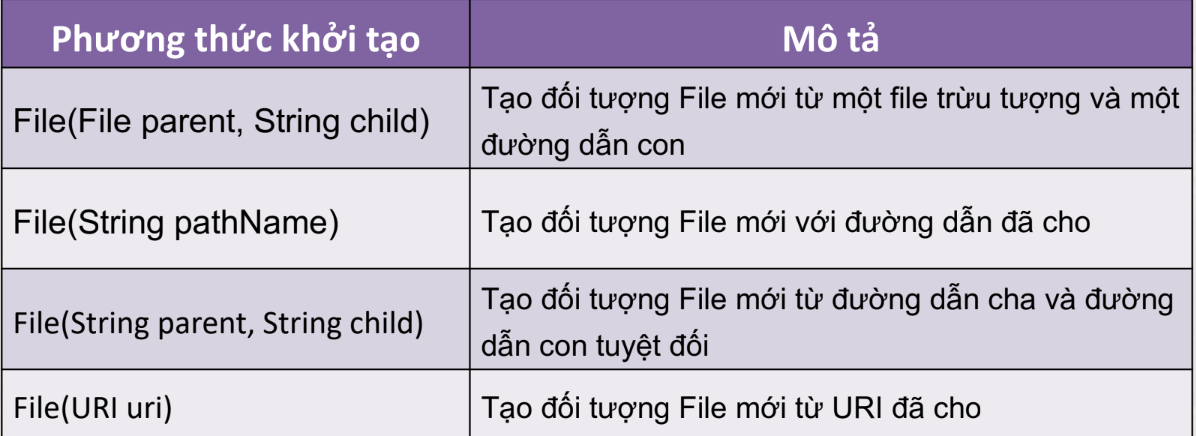 Phương thức khởi tạo
Mô tả
File(File parent, String child)
Tạo đối tượng File mới từ một file trừu tượng và một
đường dẫn con
File(String pathName)
Tạo đối tượng File mới với đường dẫn đã cho
File(String parent, String child)
Tạo đối tượng File mới từ đường dẫn cha và đường
dẫn con tuyệt đối
File(URI uri)
Tạo đối tượng File mới từ URI đã cho